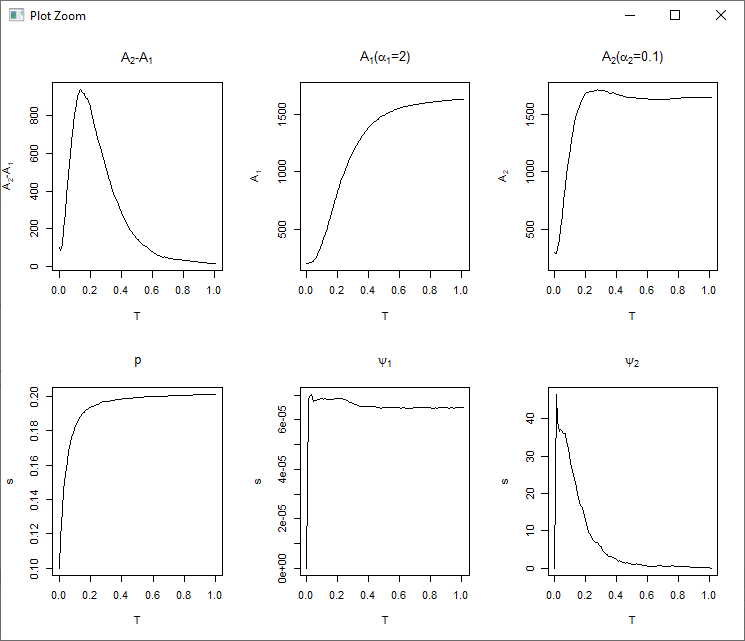 Plot Zoom
A₂-A₁
A₂-A₁
0 200 400 600 800
0.0 0.2 0.4 0.6 0.8 1.0
T
A₁(α₁=2)
A₁
500 1000 1500
0.0 0.2 0.4 0.6 0.8 1.0
T
A₂(α₂=0.1)
A₂
500 1000 1500
0.0 0.2 0.4 0.6 0.8 1.0
T
p
s
0.10 0.12 0.14 0.16 0.18 0.20
0.0 0.2 0.4 0.6 0.8 1.0
T
ψ₁
s
0e+00 2e-05 4e-05 6e-05
0.0 0.2 0.4 0.6 0.8 1.0
T
ψ₂
s
0 10 20 30 40
0.0 0.2 0.4 0.6 0.8 1.0
T